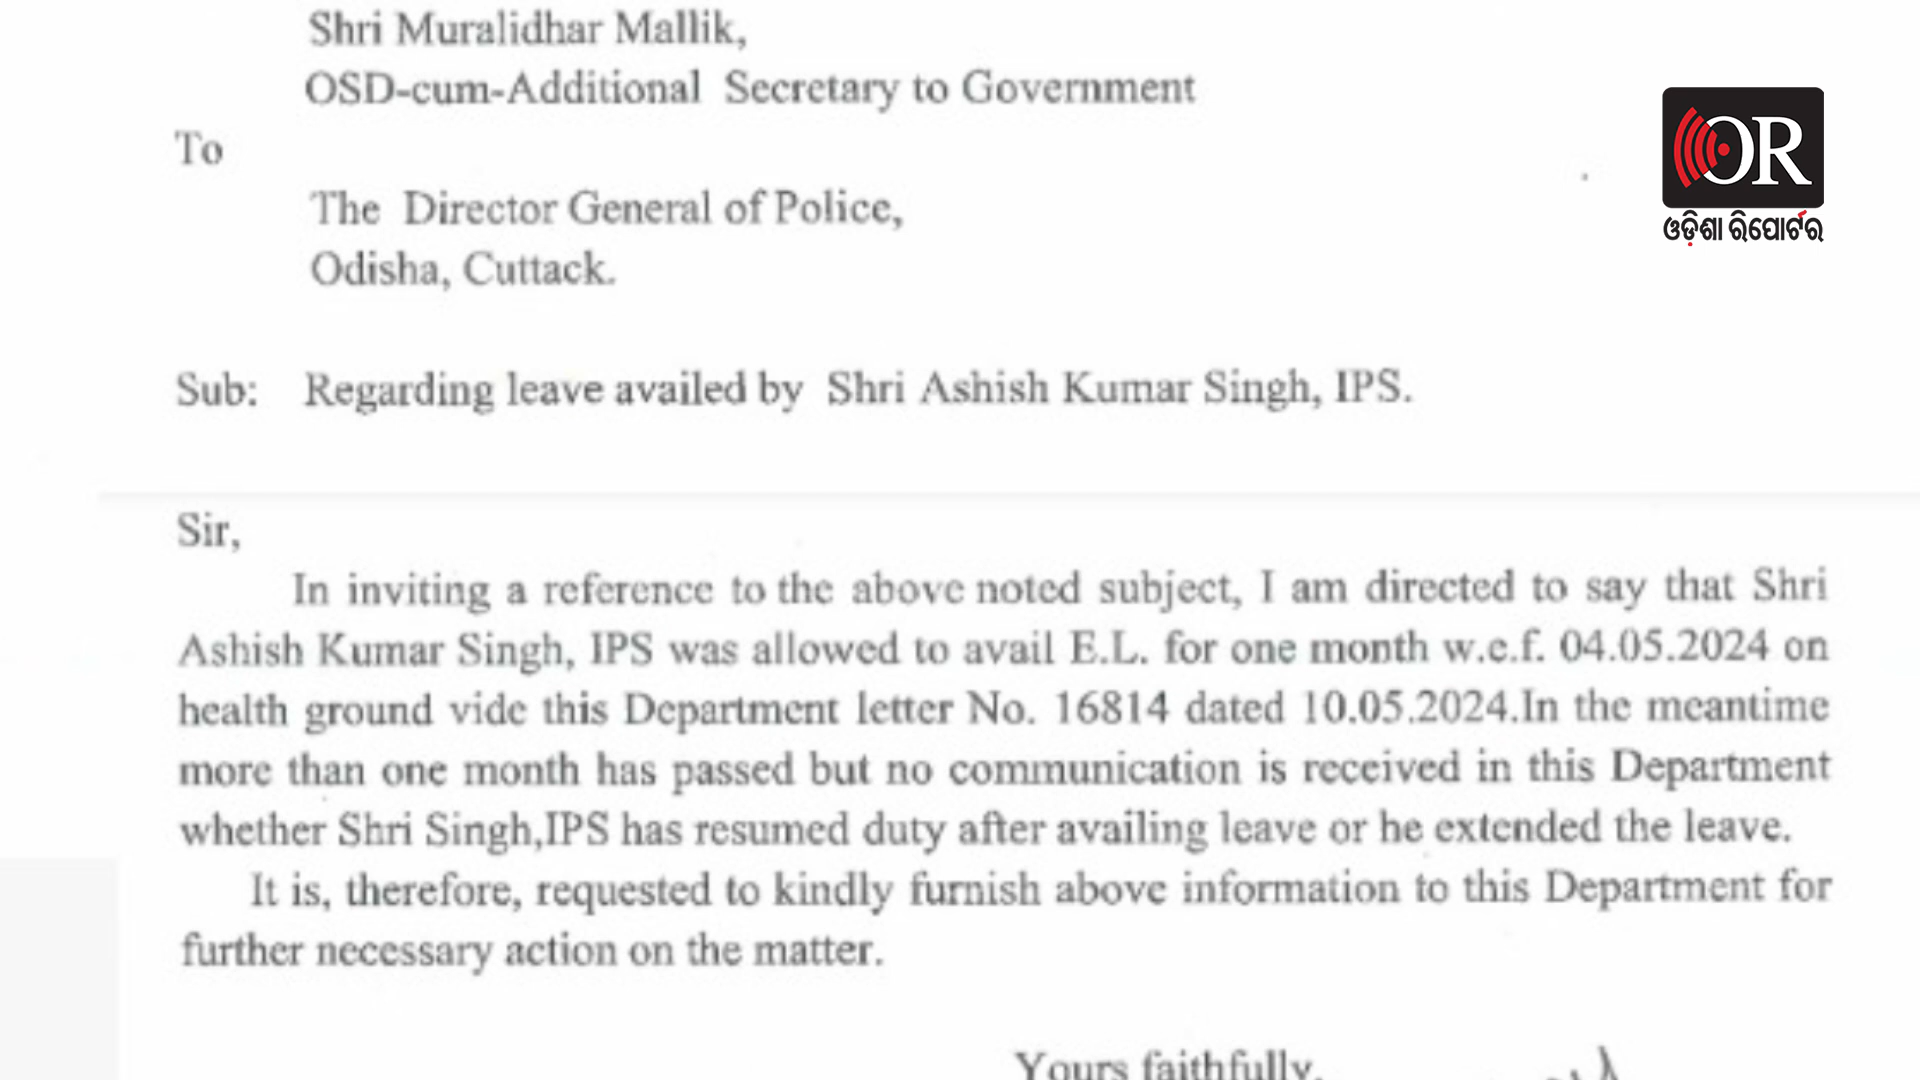 Shri Muralidhar Mallik,
OSD-cum-Additional Secretary to Government
To
The Director General of Police,
Odisha, Cuttack.
OR
ଓଡ଼ିଶା ରିପୋର୍ଟର
Sub: Regarding leave availed by Shri Ashish Kumar Singh, IPS.
Sir,
In inviting a reference to the above noted subject, I am directed to say that Shri
Ashish Kumar Singh, IPS was allowed to avail E.L. for one month w.e.f. 04.05.2024 on
health ground vide this Department letter No. 16814 dated 10.05.2024.In the meantime
more than one month has passed but no communication is received in this Department
whether Shri Singh,IPS has resumed duty after availing leave or he extended the leave.
It is, therefore, requested to kindly furnish above information to this Department for
further necessary action on the matter.
Yours faithfully,